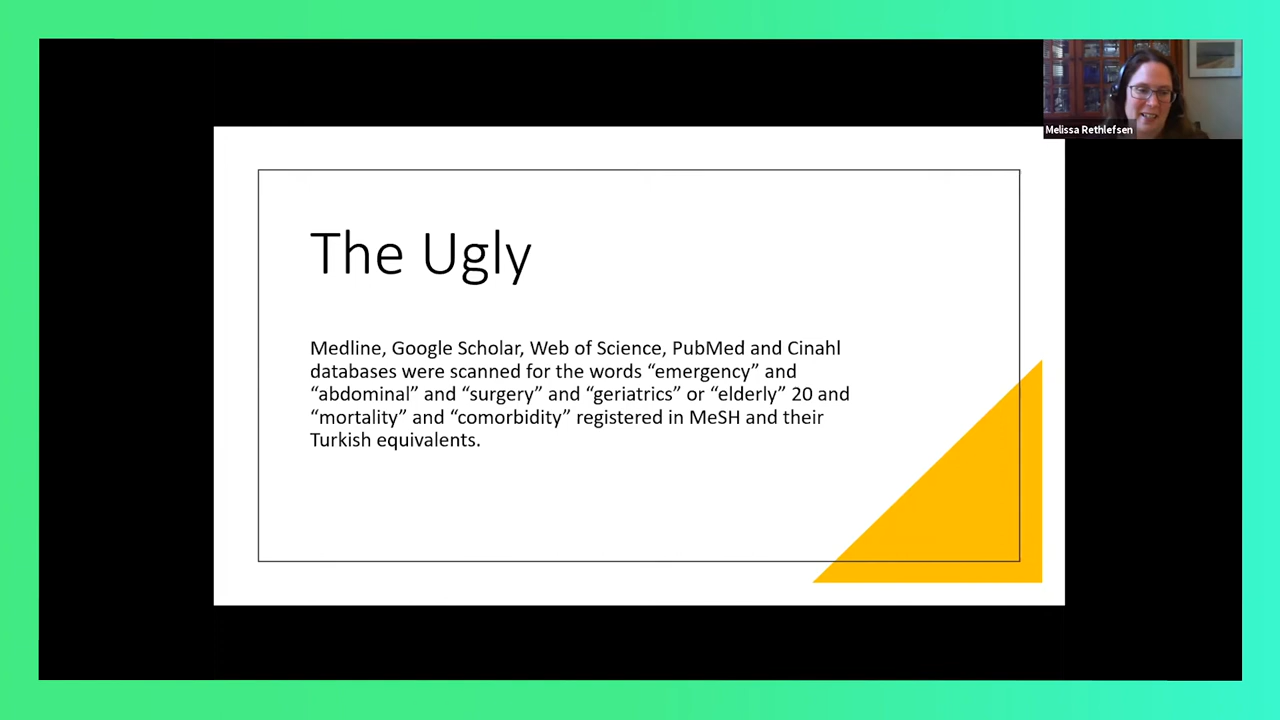 Melissa Rethlefsen
The Ugly
Medline, Google Scholar, Web of Science, PubMed and Cinahl
databases were scanned for the words “emergency” and
“abdominal” and “surgery” and “geriatrics” or “elderly” 20 and
“mortality” and “comorbidity” registered in MeSH and their
Turkish equivalents.